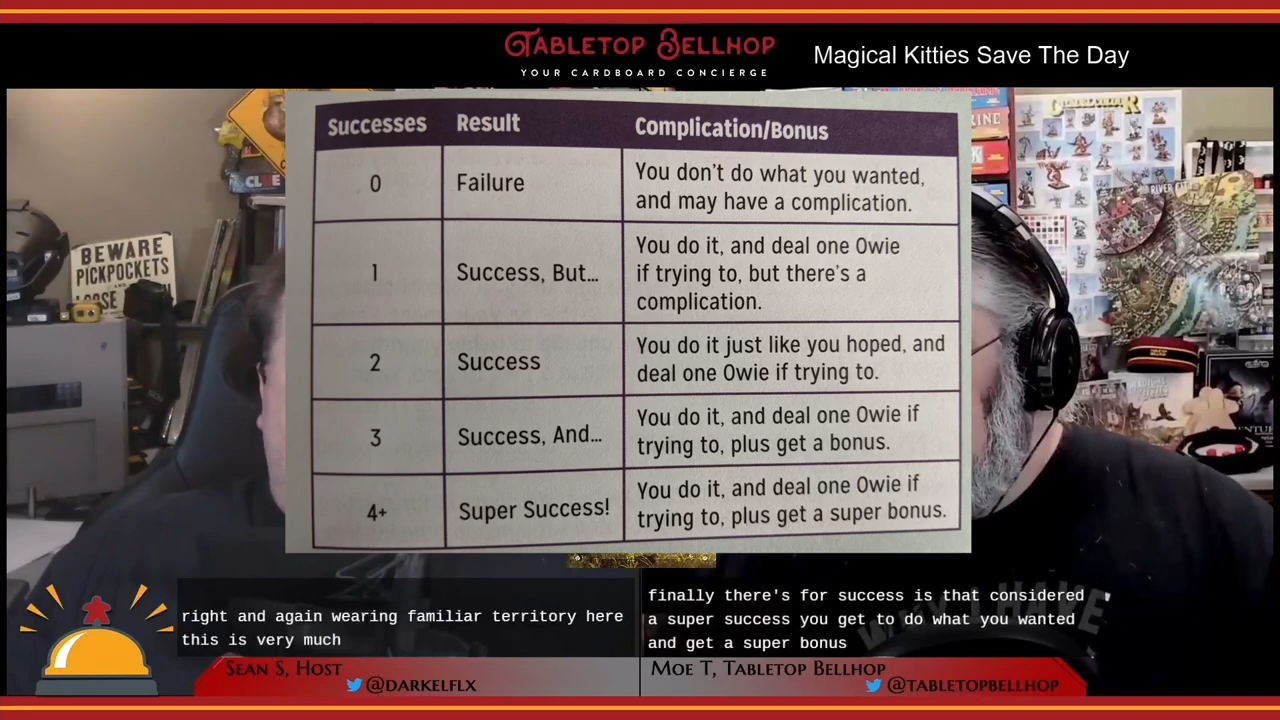 TABLETOP BELLHOP
YOUR CARDBOARD CONCIERGE
Magical Kitties Save The Day
Successes Result Complication/Bonus
0 Failure You don't do what you wanted,
and may have a complication.
1 Success, But... You do it, and deal one Owie
if trying to, but there's a
complication.
2 Success You do it just like you hoped, and
deal one Owie if trying to.
3 Success, And... You do it, and deal one Owie if
trying to, plus get a bonus.
4+ Super Success! You do it, and deal one Owie if
trying to, plus get a super bonus.
BEWARE
PICKPOCKETS
AND
LOOSE
CLUE
right and again wearing familiar territory here
this is very much
finally there's for success is that considered
a super success you get to do what you wanted
and get a super bonus
I HAVE
SEAN S, HOST
@DARKELFLX
MOE T, TABLETOP BELLHOP
@TABLETOPBELLHOP